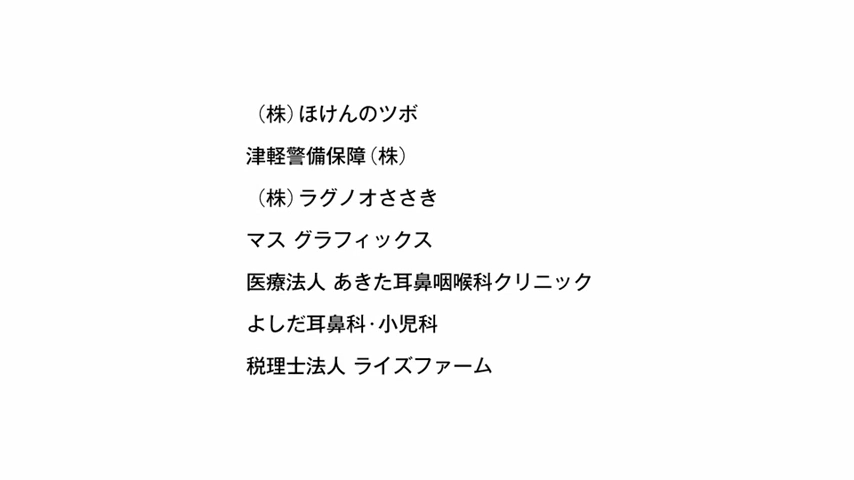 （株）ほけんのツボ
津軽警備保障（株）
（株）ラグノオささき
マス グラフィックス
医療法人 あきた耳鼻咽喉科クリニック
よしだ耳鼻科・小児科
税理士法人 ライズファーム